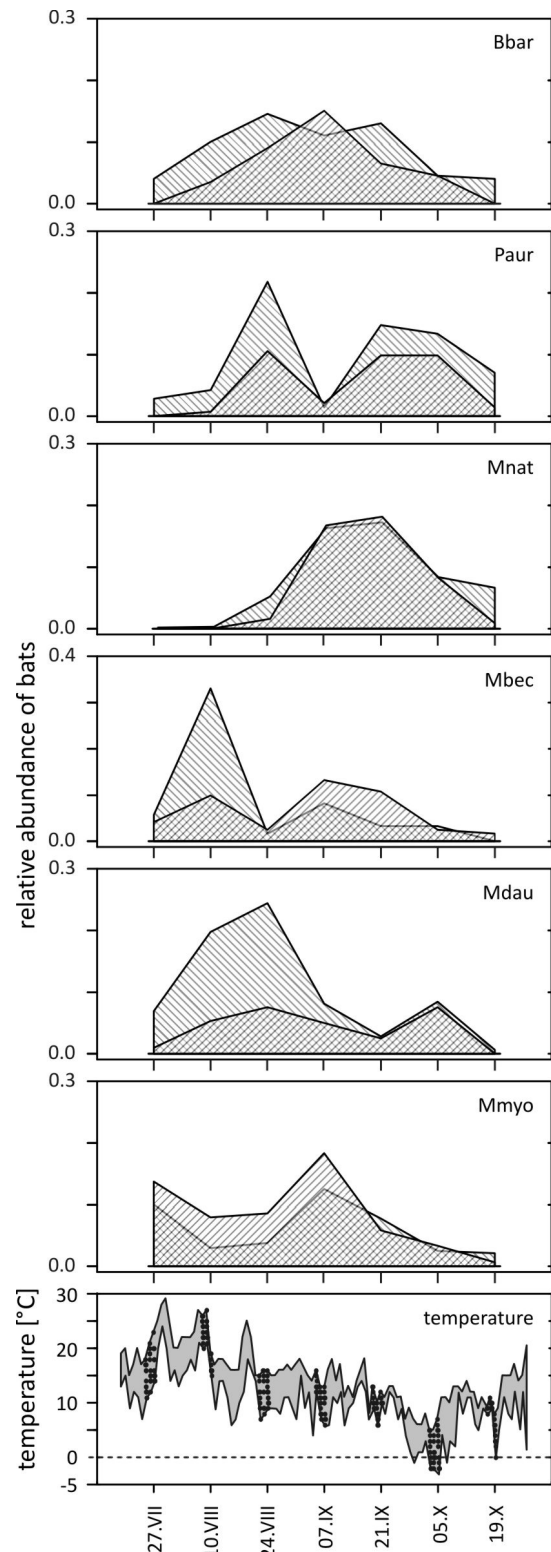 0.3
Bbar
0.0
0.3
Paur
0.0
0.3
Mnat
0.0
0.4
Mbec
0.0
0.3
Mdau
0.0
0.3
Mmyo
0.0
relative abundance of bats
30
temperature
20
10
0
-5
temperature [°C]
27.VII
10.VIII
24.VIII
07.IX
21.IX
05.X
19.X